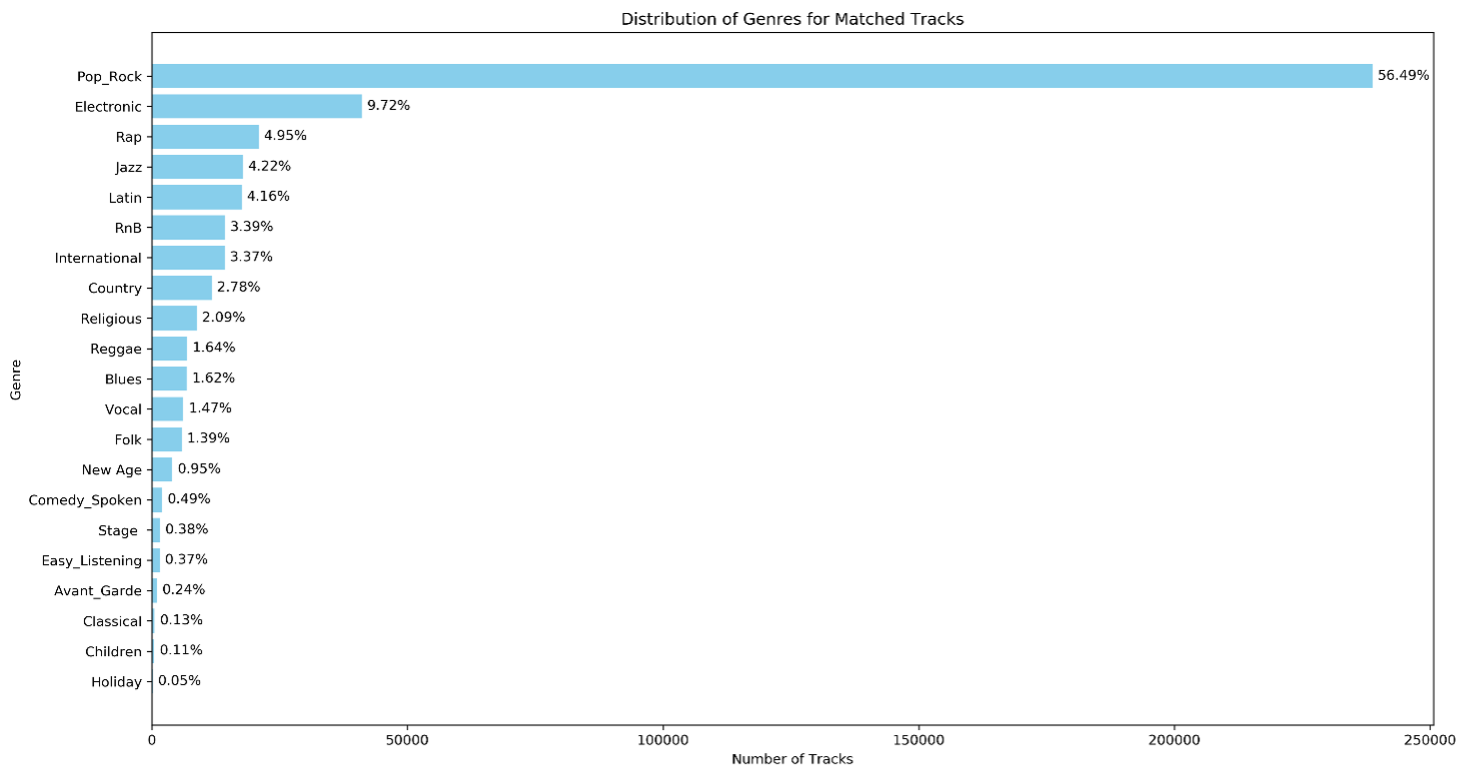 Distribution of Genres for Matched Tracks
Pop_Rock 56.49%
Electronic 9.72%
Rap 4.95%
Jazz 4.22%
Latin 4.16%
RnB 3.39%
International 3.37%
Country 2.78%
Religious 2.09%
Reggae 1.64%
Blues 1.62%
Vocal 1.47%
Folk 1.39%
New Age 0.95%
Comedy_Spoken 0.49%
Stage 0.38%
Easy_Listening 0.37%
Avant_Garde 0.24%
Classical 0.13%
Children 0.11%
Holiday 0.05%
Genre
0 50000 100000 150000 200000 250000
Number of Tracks